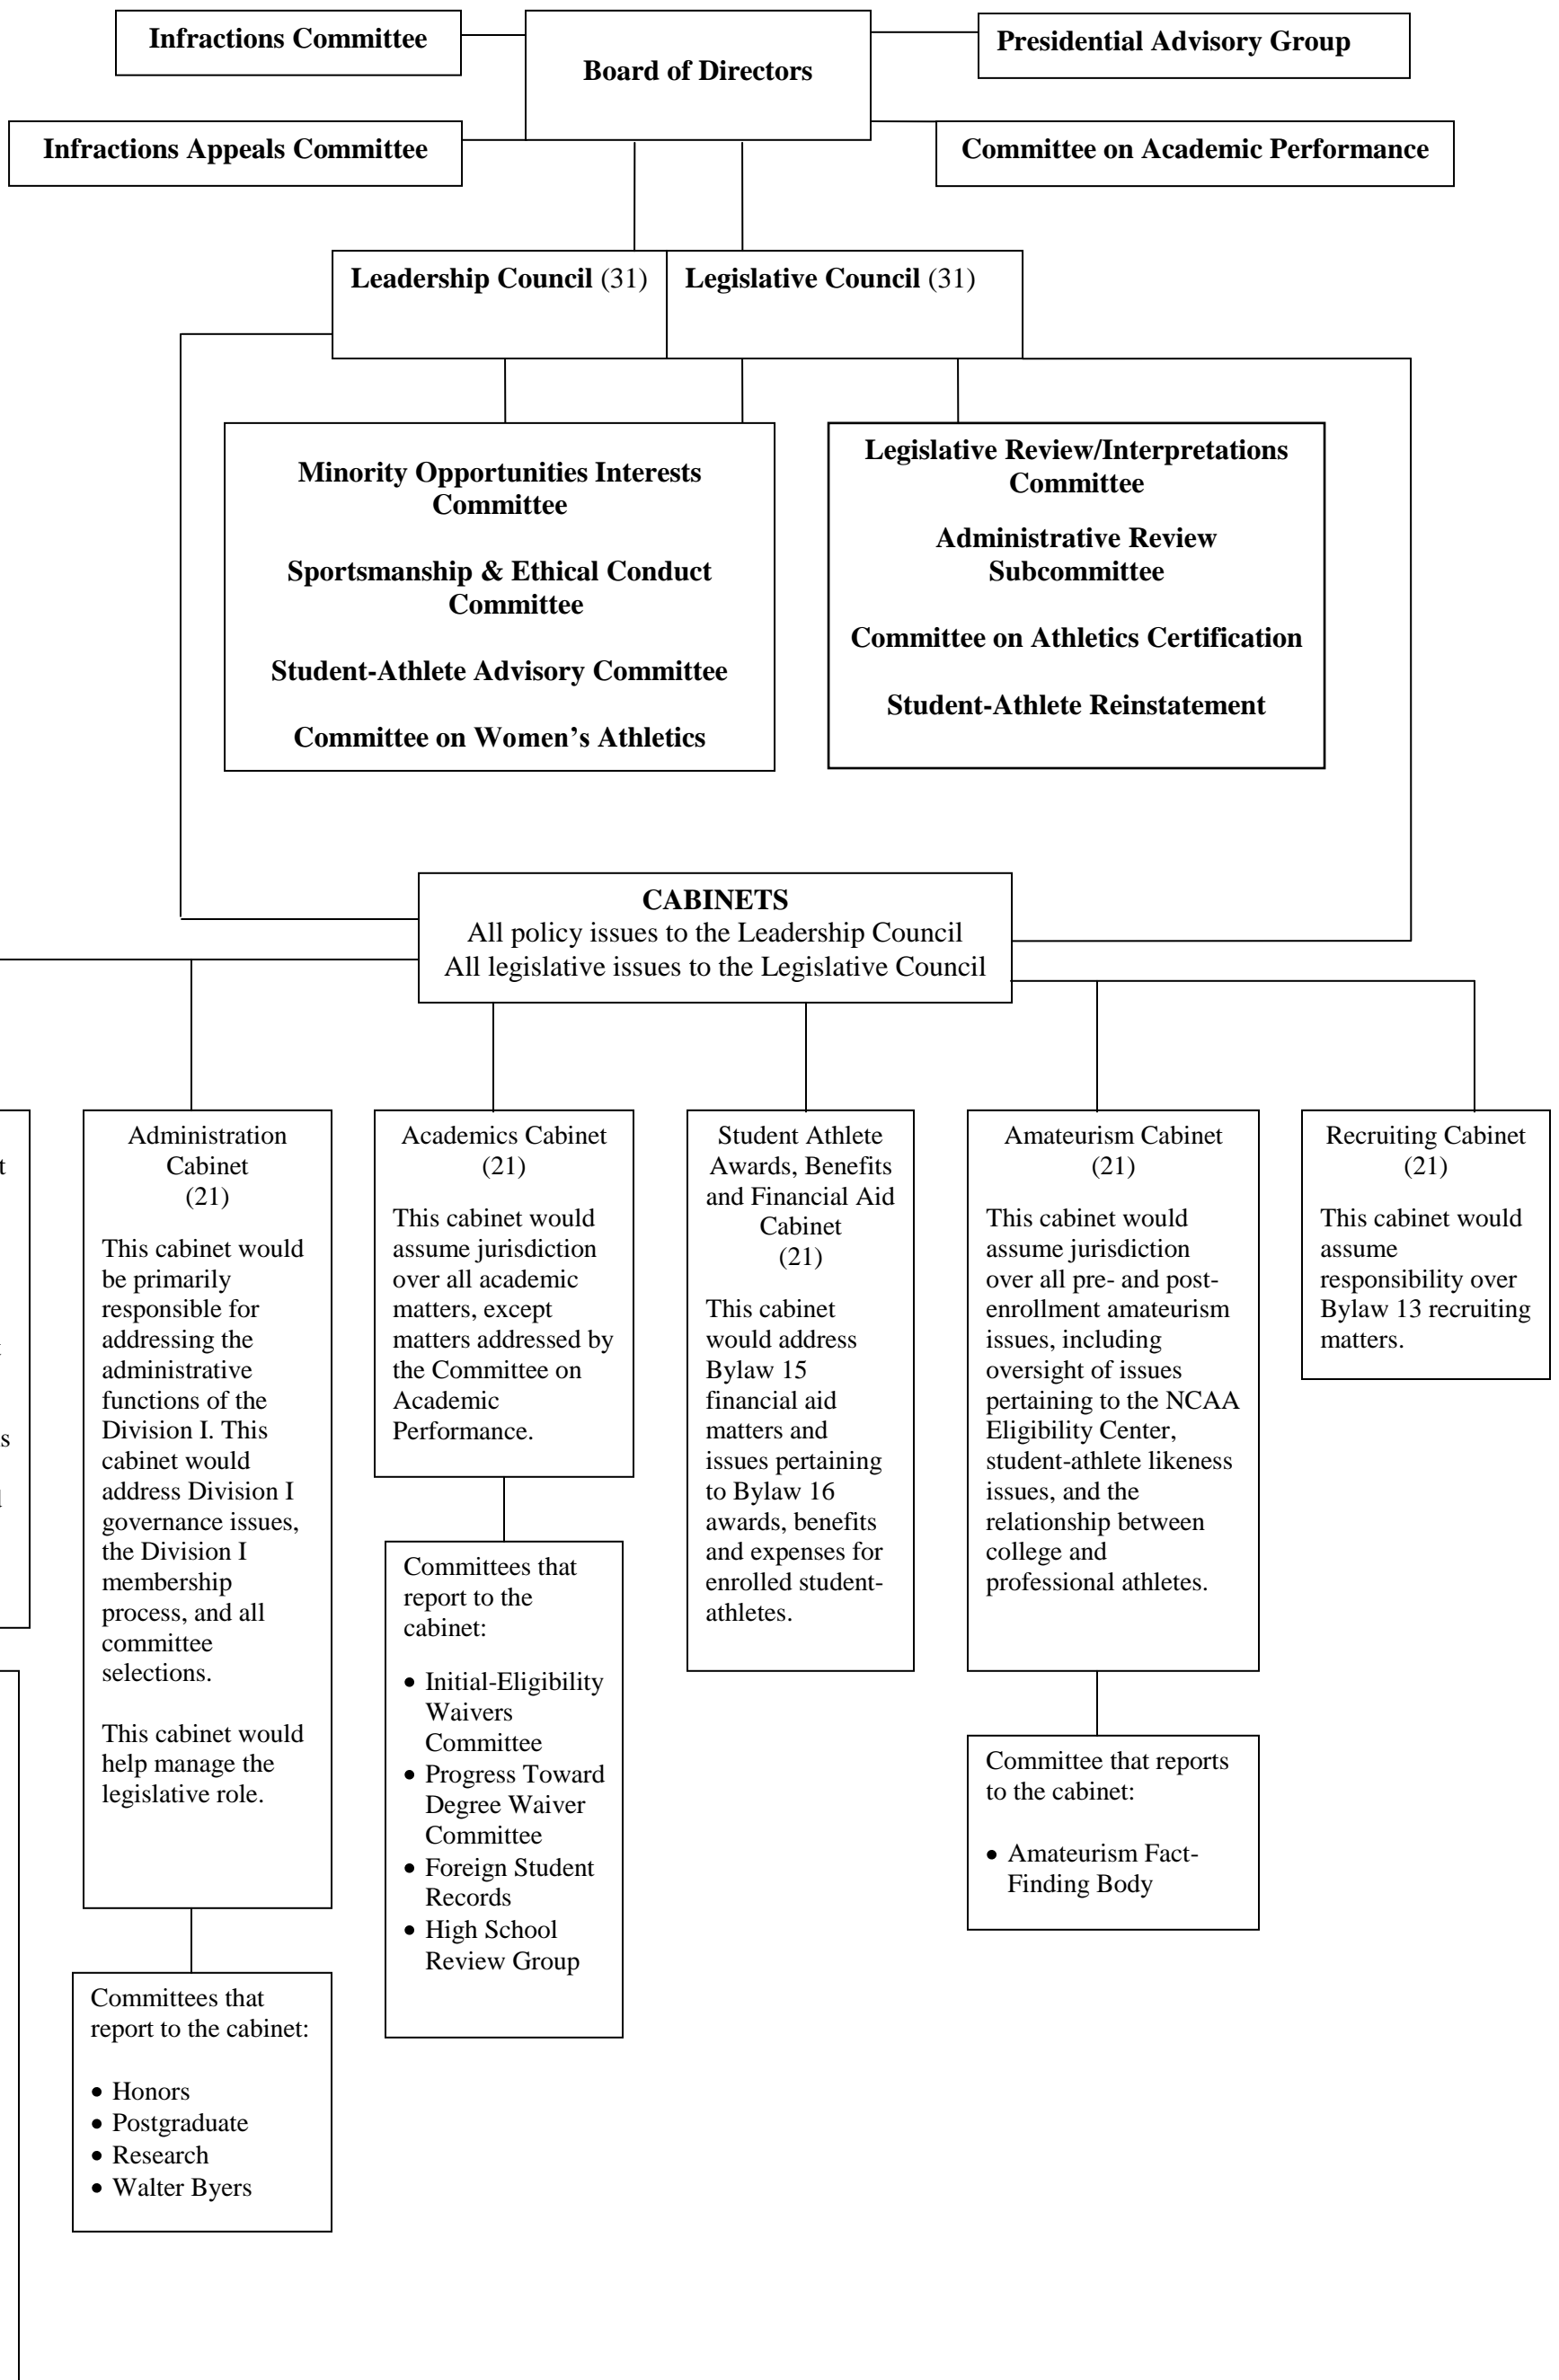 Infractions Committee
Board of Directors
Presidential Advisory Group
Infractions Appeals Committee
Committee on Academic Performance
Leadership Council (31)
Legislative Council (31)
Minority Opportunities Interests
Committee
Sportsmanship & Ethical Conduct
Committee
Student-Athlete Advisory Committee
Committee on Women's Athletics
Legislative Review/Interpretations
Committee
Administrative Review
Subcommittee
Committee on Athletics Certification
Student-Athlete Reinstatement
CABINETS
All policy issues to the Leadership Council
All legislative issues to the Legislative Council
Administration
Cabinet
(21)
This cabinet would
be primarily
responsible for
addressing the
administrative
functions of the
Division I. This
cabinet would
address Division I
governance issues,
the Division I
membership
process, and all
committee
selections.
This cabinet would
help manage the
legislative role.
Committees that
report to the cabinet:
• Honors
• Postgraduate
• Research
• Walter Byers
Academics Cabinet
(21)
This cabinet would
assume jurisdiction
over all academic
matters, except
matters addressed by
the Committee on
Academic
Performance.
Committees that
report to the
cabinet:
• Initial-Eligibility
Waivers
Committee
• Progress Toward
Degree Waiver
Committee
• Foreign Student
Records
• High School
Review Group
Student Athlete
Awards, Benefits
and Financial Aid
Cabinet
(21)
This cabinet
would address
Bylaw 15
financial aid
matters and
issues pertaining
to Bylaw 16
awards, benefits
and expenses for
enrolled student-
athletes.
Amateurism Cabinet
(21)
This cabinet would
assume jurisdiction
over all pre- and post-
enrollment amateurism
issues, including
oversight of issues
pertaining to the NCAA
Eligibility Center,
student-athlete likeness
issues, and the
relationship between
college and
professional athletes.
Committee that reports
to the cabinet:
• Amateurism Fact-
Finding Body
Recruiting Cabinet
(21)
This cabinet would
assume
responsibility over
Bylaw 13 recruiting
matters.